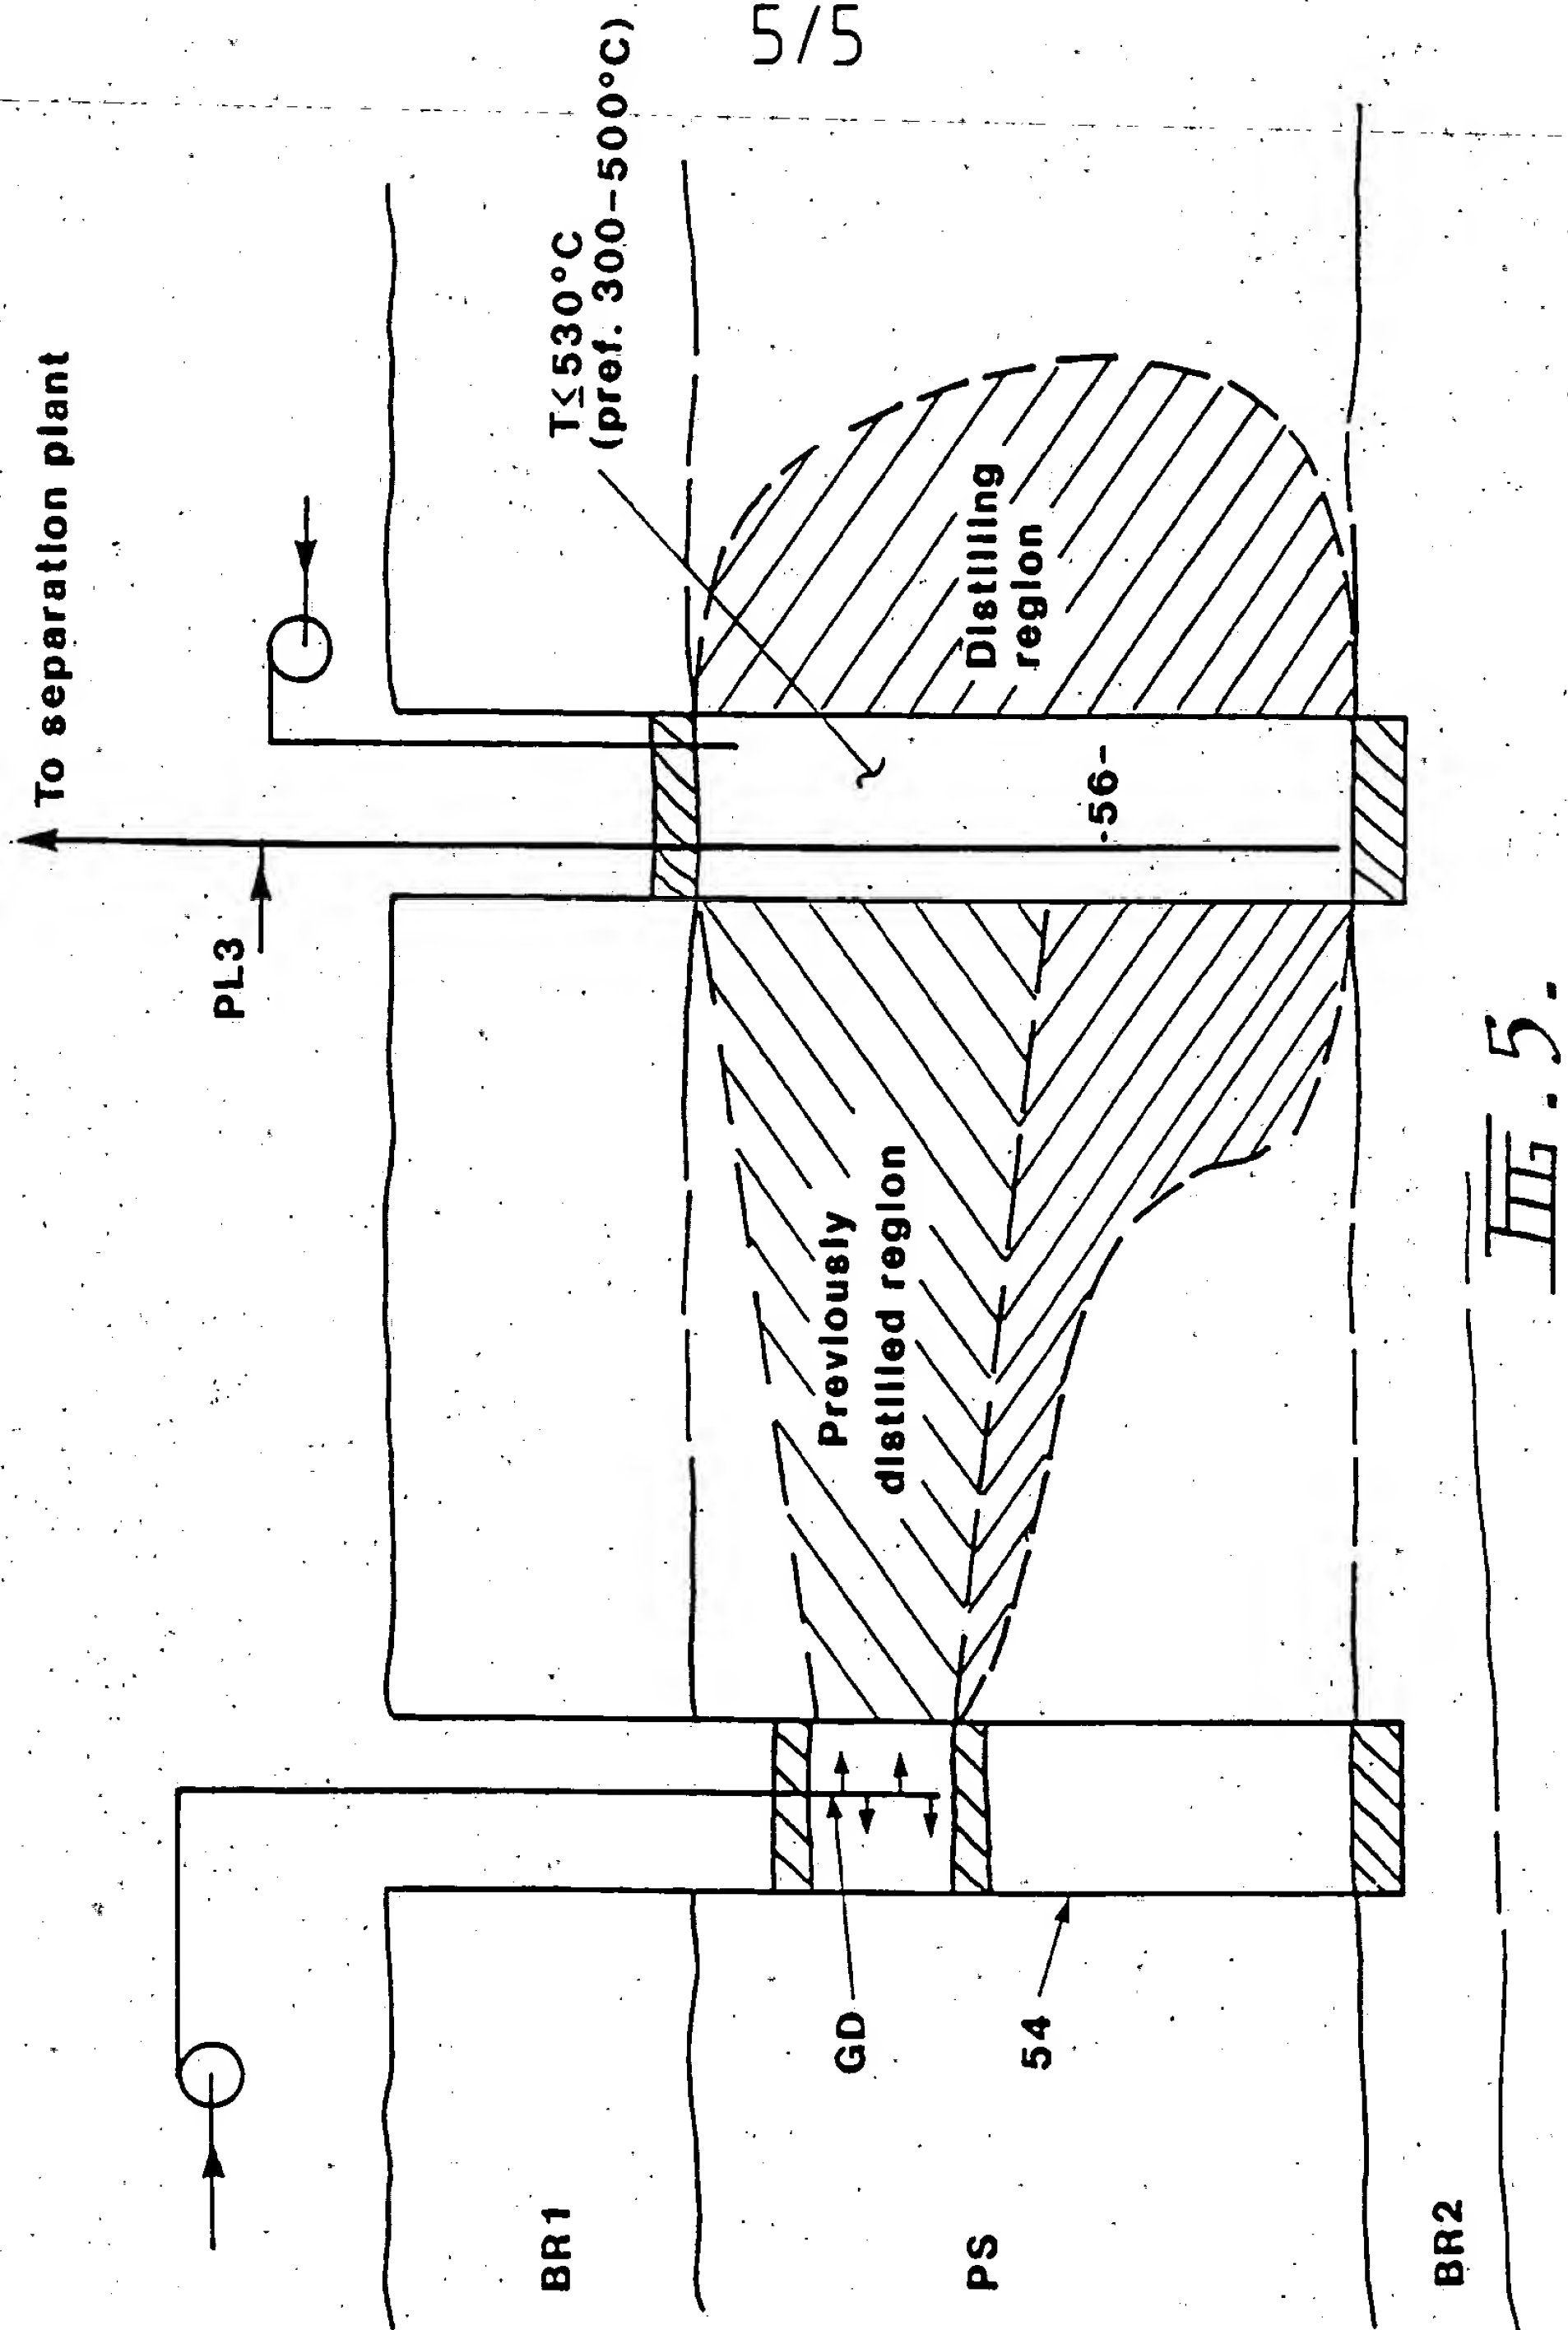 5/5
To separation plant
T≤530°C
(pref. 300-500°C)
PL3
Distilling
region
-56-
Previously
distilled region
GD
54
BR1
PS
BR2
FIG. 5.